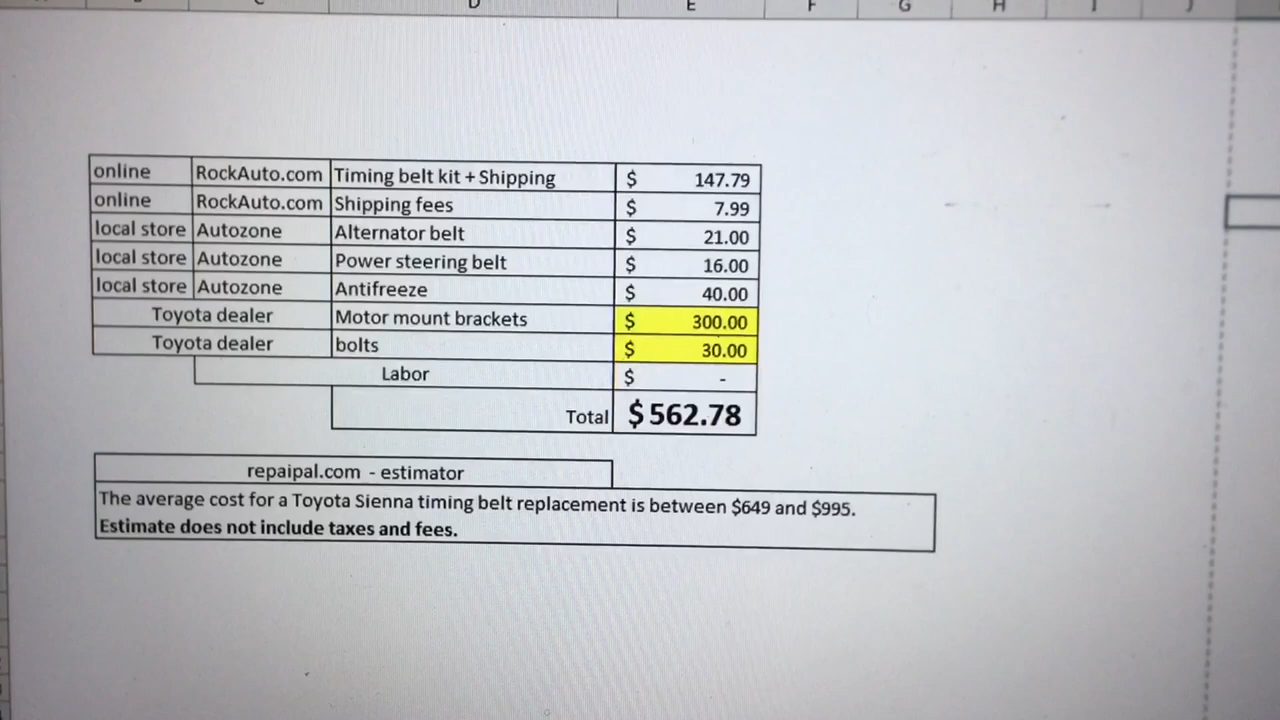 D E F G H I J
online RockAuto.com Timing belt kit + Shipping $ 147.79
online RockAuto.com Shipping fees $ 7.99
local store Autozone Alternator belt $ 21.00
local store Autozone Power steering belt $ 16.00
local store Autozone Antifreeze $ 40.00
Toyota dealer Motor mount brackets $ 300.00
Toyota dealer bolts $ 30.00
Labor $ -
Total $562.78
repaipal.com - estimator
The average cost for a Toyota Sienna timing belt replacement is between $649 and $995.
Estimate does not include taxes and fees.